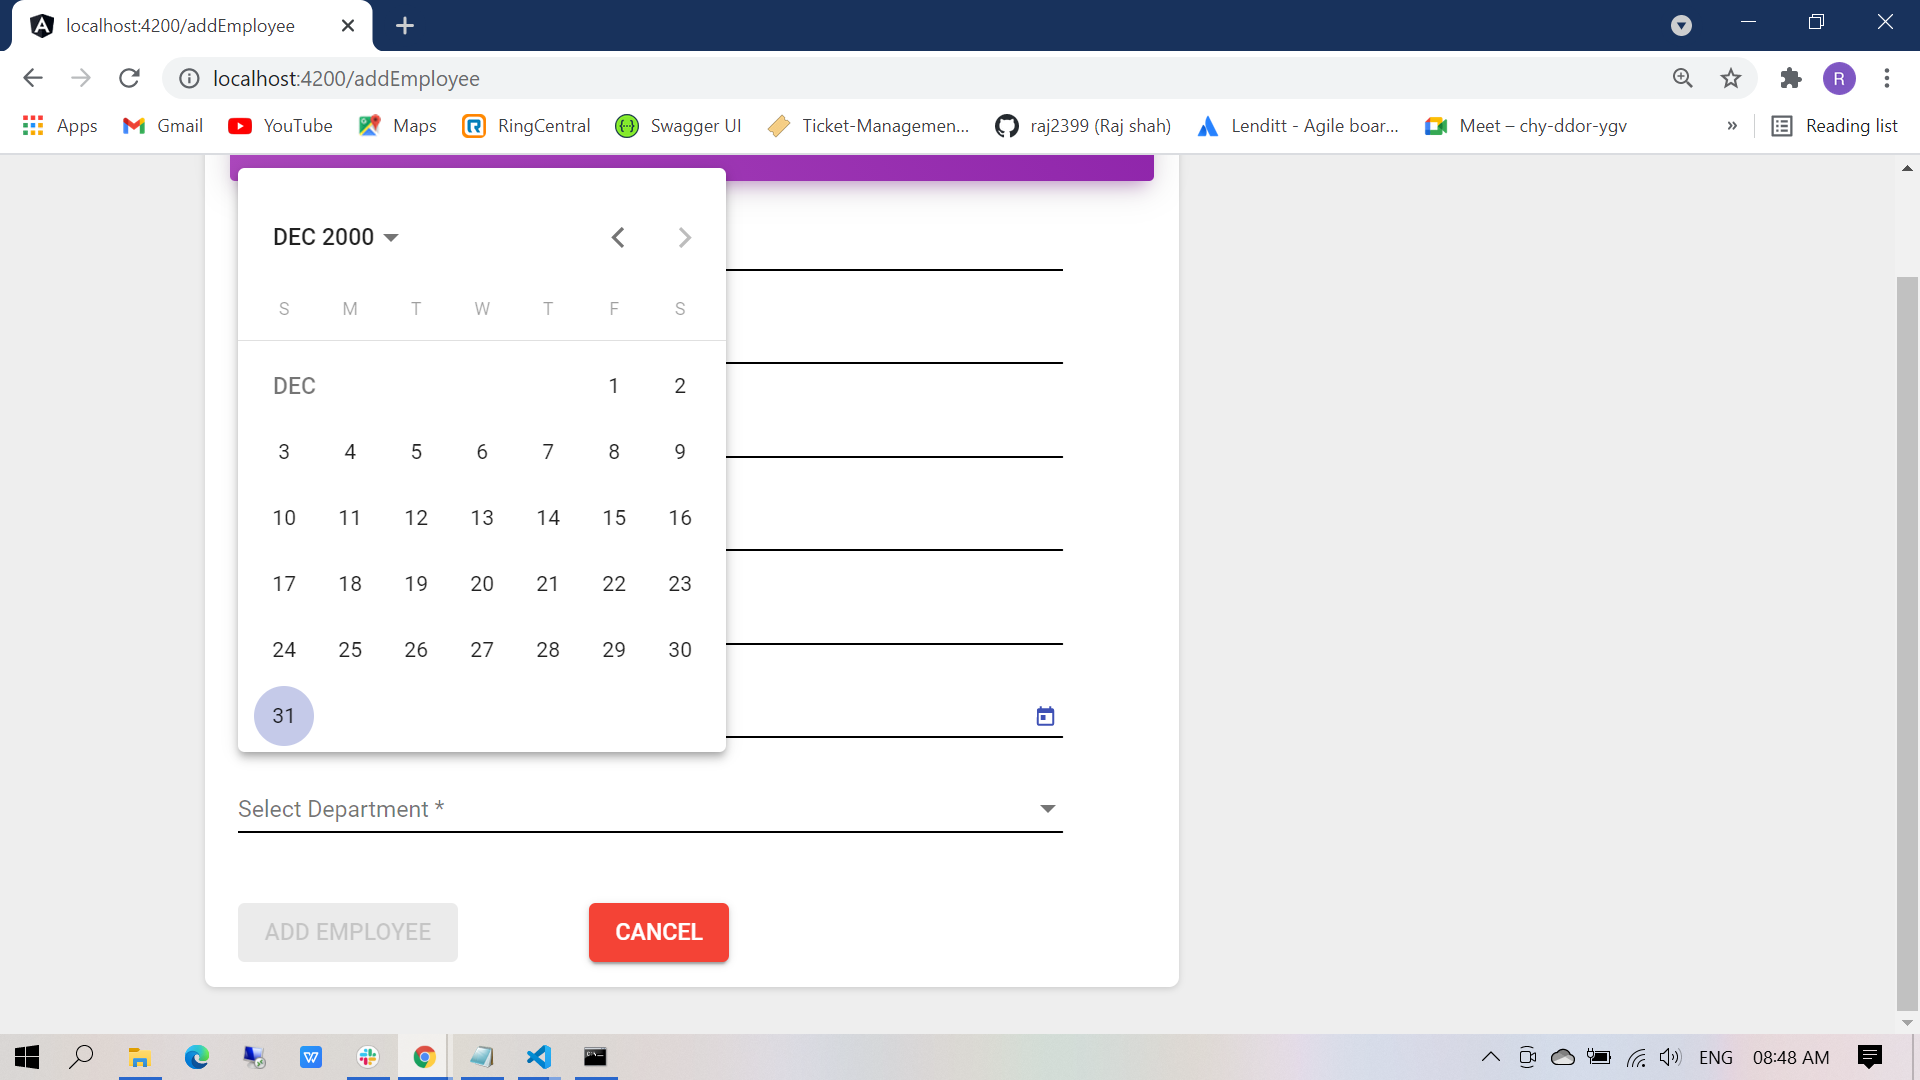 localhost:4200/addEmployee
localhost:4200/addEmployee
R
Apps Gmail YouTube Maps RingCentral Swagger UI Ticket-Managemen... raj2399 (Raj shah) Lenditt - Agile boar... Meet – chy-ddor-ygv » Reading list
DEC 2000
S M T W T F S
DEC 1 2
3 4 5 6 7 8 9
10 11 12 13 14 15 16
17 18 19 20 21 22 23
24 25 26 27 28 29 30
31
Select Department *
ADD EMPLOYEE CANCEL
ENG 08:48 AM